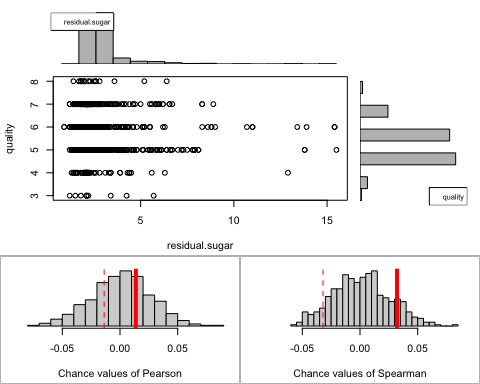 residual.sugar
quality
8
7
6
5
4
3
5 10 15
residual.sugar
quality
-0.05 0.00 0.05
Chance values of Pearson
-0.05 0.00 0.05
Chance values of Spearman